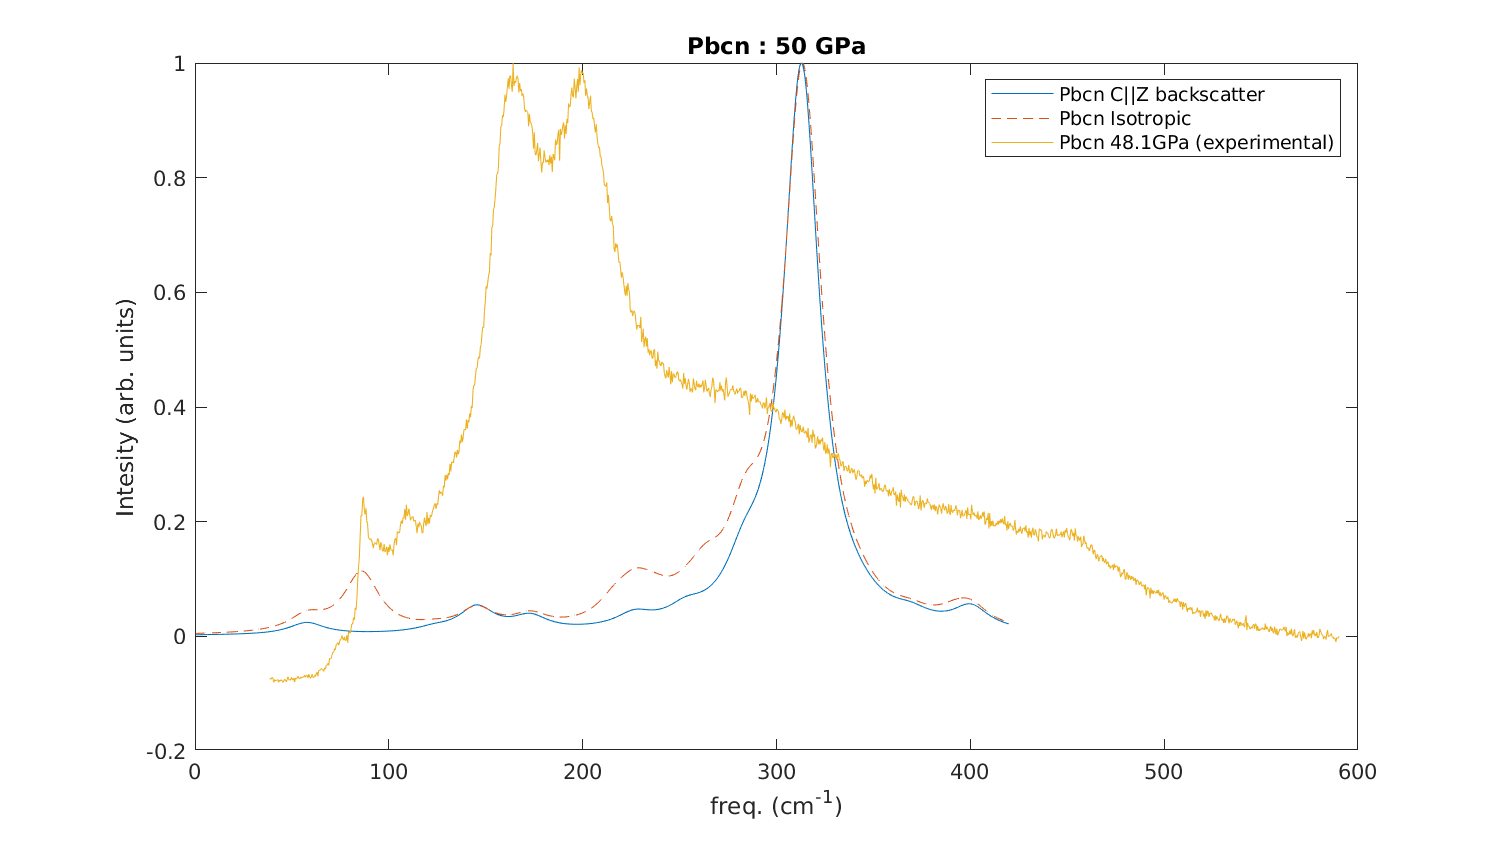 Pbcn : 50 GPa
Pbcn C||Z backscatter
Pbcn Isotropic
Pbcn 48.1GPa (experimental)
Intesity (arb. units)
1
0.8
0.6
0.4
0.2
0
-0.2
0 100 200 300 400 500 600
freq. (cm-1)